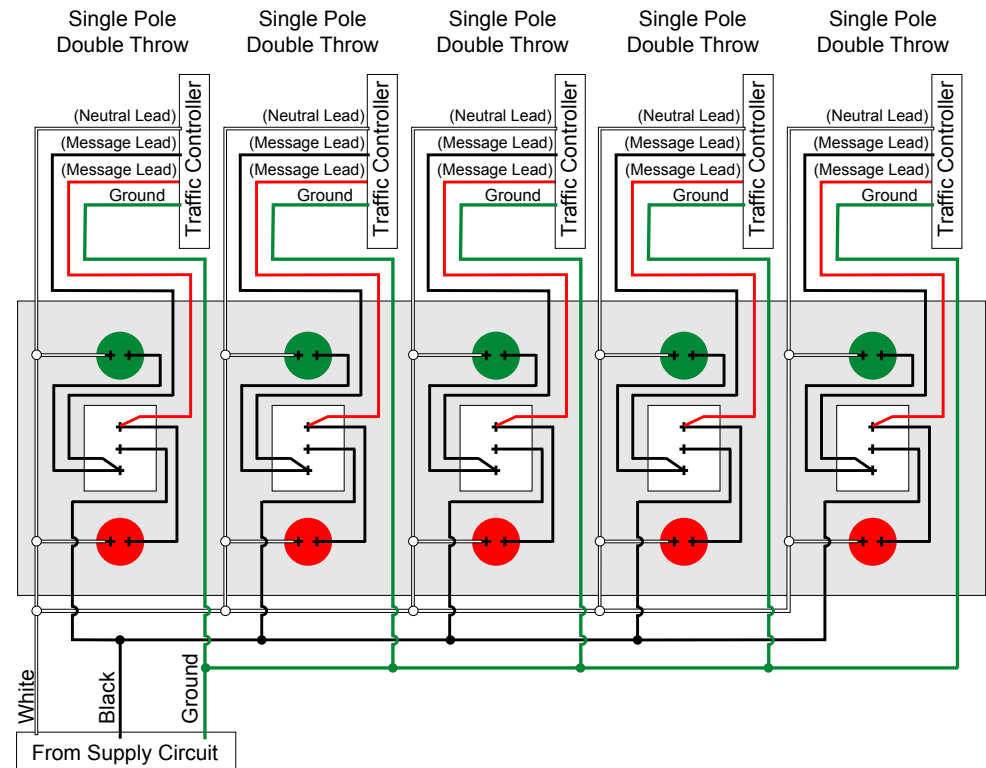 Single Pole
Double Throw
Single Pole
Double Throw
Single Pole
Double Throw
Single Pole
Double Throw
Single Pole
Double Throw
(Neutral Lead)
(Message Lead)
(Message Lead)
Ground
Traffic Controller
(Neutral Lead)
(Message Lead)
(Message Lead)
Ground
Traffic Controller
(Neutral Lead)
(Message Lead)
(Message Lead)
Ground
Traffic Controller
(Neutral Lead)
(Message Lead)
(Message Lead)
Ground
Traffic Controller
(Neutral Lead)
(Message Lead)
(Message Lead)
Ground
Traffic Controller
White
Black
Ground
From Supply Circuit